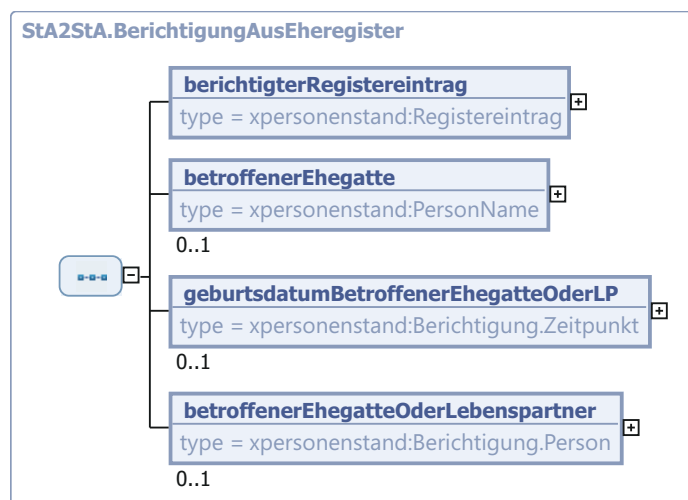 StA2StA.BerichtigungAusEheregister
berichtigterRegistereintrag
type = xpersonenstand:Registereintrag
betroffenerEhegatte
type = xpersonenstand:PersonName
0..1
geburtsdatumBetroffenerEhegatteOderLP
type = xpersonenstand:Berichtigung.Zeitpunkt
0..1
betroffenerEhegatteOderLebenspartner
type = xpersonenstand:Berichtigung.Person
0..1